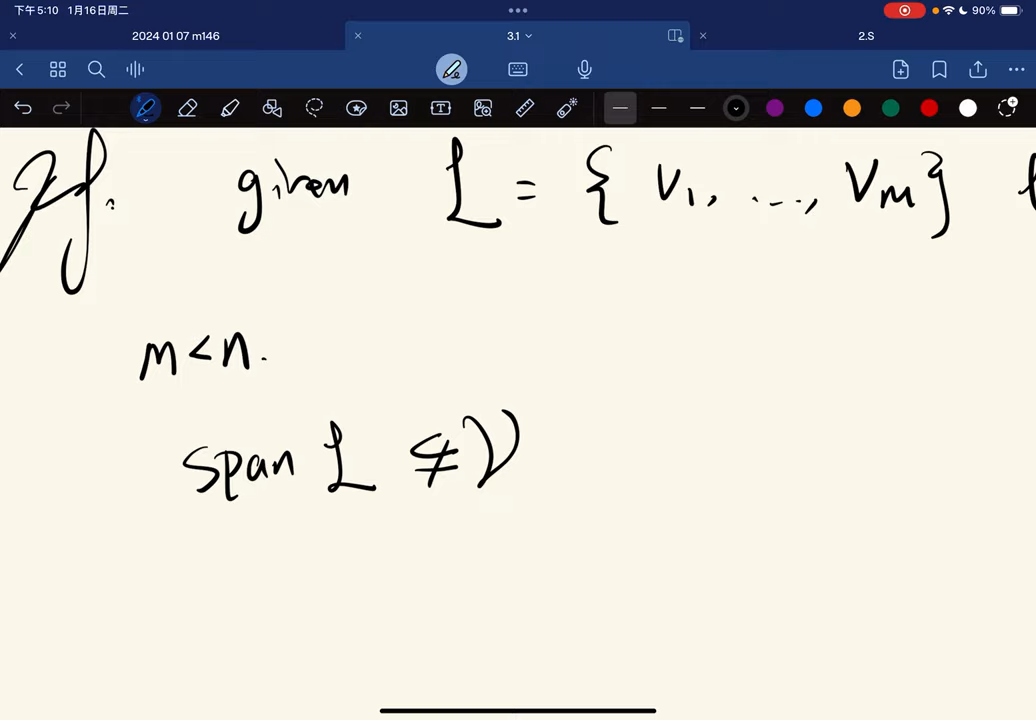 下午5:10 1月16日周二 90%
2024 01 07 m146 3.1 2.S
Pf. given L = { v₁, ..., vₘ}
m < n.
span L ⊊ V